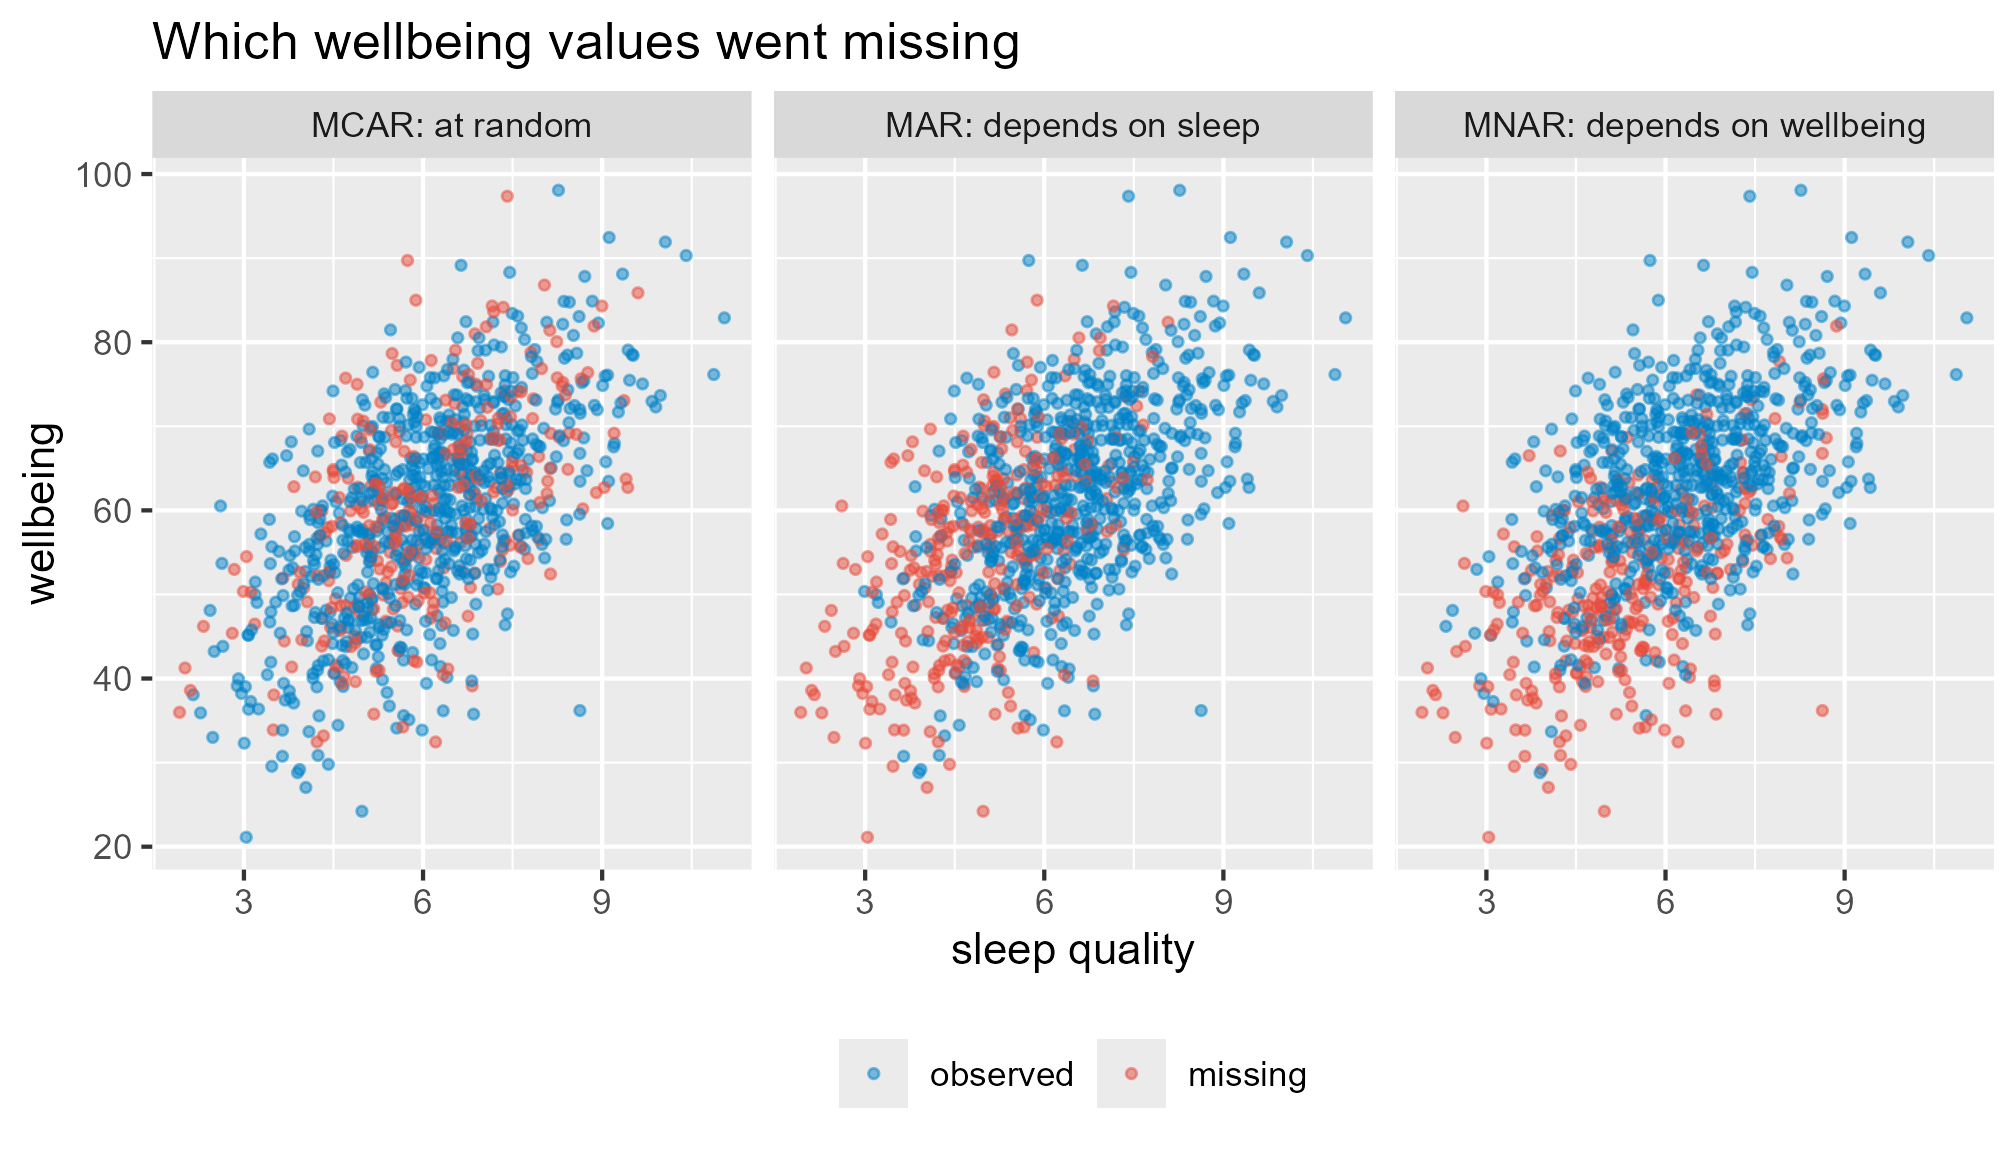 Which wellbeing values went missing
MCAR: at random
MAR: depends on sleep
MNAR: depends on wellbeing
wellbeing
100
80
60
40
20
3 6 9
3 6 9
3 6 9
sleep quality
observed
missing